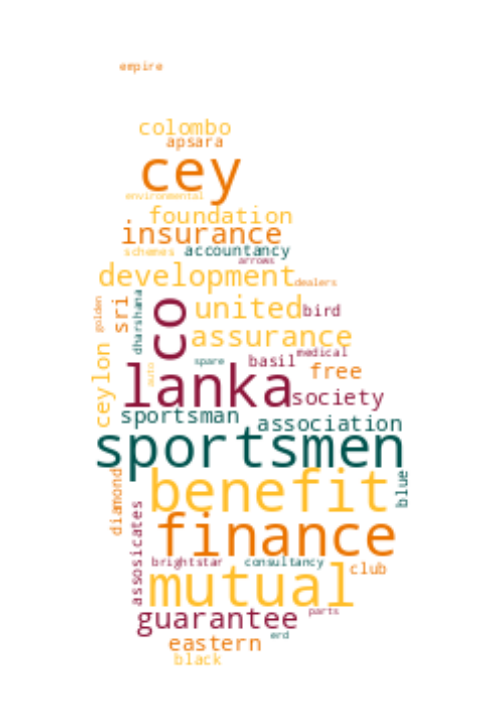 empire
colombo
apsara
cey
environmental
foundation
insurance
schemes accountancy
arrows
development dealers
golden sri dharshana co united bird
assurance
ceylon auto spare basil medical
free
lanka society
sportsman association
sportsmen
diamond benefit blue
assosicates finance
brightstar consultancy club
mutual
guarantee parts
eastern erd
black